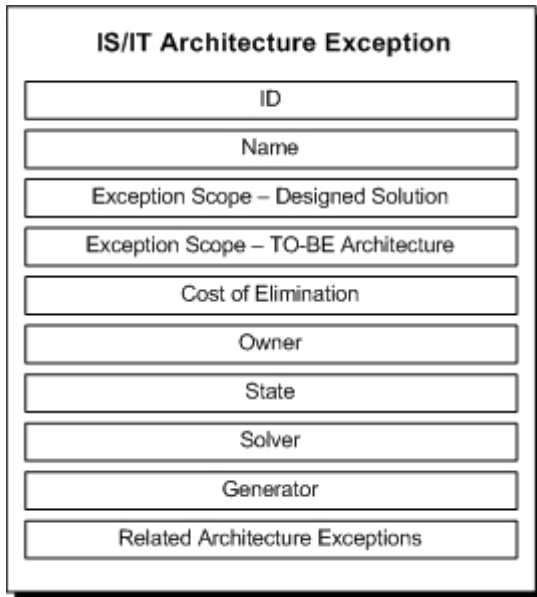 IS/IT Architecture Exception
ID
Name
Exception Scope – Designed Solution
Exception Scope – TO-BE Architecture
Cost of Elimination
Owner
State
Solver
Generator
Related Architecture Exceptions